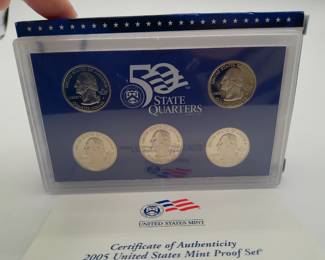 50
STATE
QUARTERS
UNITED STATES MINT
Certificate of Authenticity
2005 United States Mint Proof Set